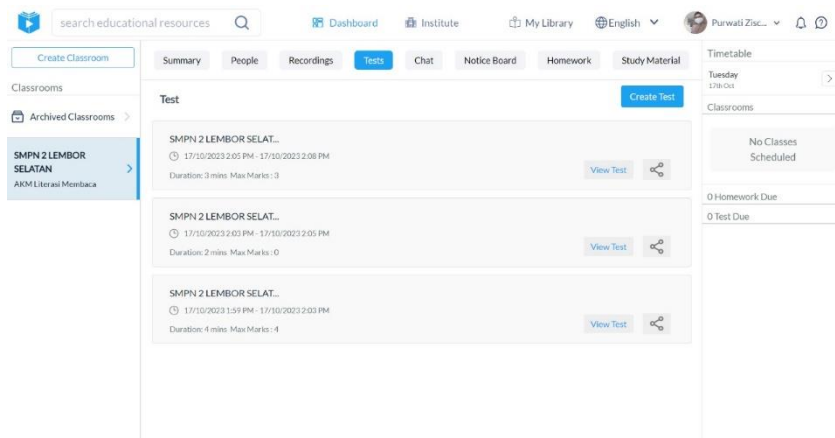 search educational resources
Dashboard
Institute
My Library
English
Purwati Zisc...
Create Classroom
Classrooms
Archived Classrooms
SMPN 2 LEMBOR
SELATAN
AKM Literasi Membaca
Summary
People
Recordings
Tests
Chat
Notice Board
Homework
Study Material
Test
Create Test
SMPN 2 LEMBOR SELAT...
17/10/2023 2:05 PM - 17/10/2023 2:08 PM
Duration: 3 mins Max Marks : 3
View Test
SMPN 2 LEMBOR SELAT...
17/10/2023 2:03 PM - 17/10/2023 2:05 PM
Duration: 2 mins Max Marks : 0
View Test
SMPN 2 LEMBOR SELAT...
17/10/2023 1:59 PM - 17/10/2023 2:03 PM
Duration: 4 mins Max Marks : 4
View Test
Timetable
Tuesday
17th Oct
Classrooms
No Classes
Scheduled
0 Homework Due
0 Test Due